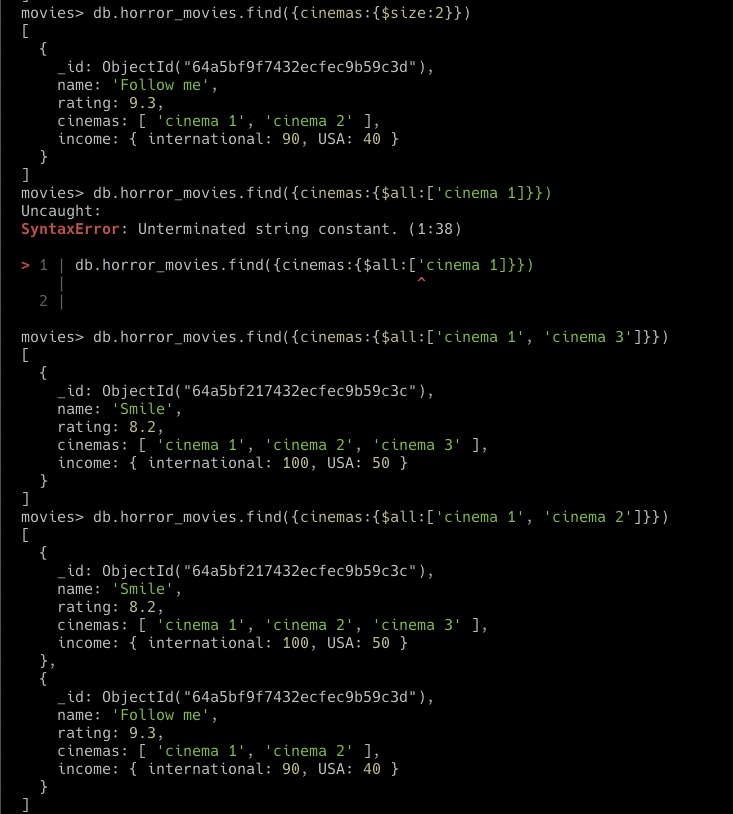 movies> db.horror_movies.find({cinemas:{$size:2}})
[
  {
    _id: ObjectId("64a5bf9f7432ecfec9b59c3d"),
    name: 'Follow me',
    rating: 9.3,
    cinemas: [ 'cinema 1', 'cinema 2' ],
    income: { international: 90, USA: 40 }
  }
]
movies> db.horror_movies.find({cinemas:{$all:['cinema 1]}})
Uncaught:
SyntaxError: Unterminated string constant. (1:38)

> 1 | db.horror_movies.find({cinemas:{$all:['cinema 1]}})
    |                                       ^
  2 |

movies> db.horror_movies.find({cinemas:{$all:['cinema 1', 'cinema 3']}})
[
  {
    _id: ObjectId("64a5bf217432ecfec9b59c3c"),
    name: 'Smile',
    rating: 8.2,
    cinemas: [ 'cinema 1', 'cinema 2', 'cinema 3' ],
    income: { international: 100, USA: 50 }
  }
]
movies> db.horror_movies.find({cinemas:{$all:['cinema 1', 'cinema 2']}})
[
  {
    _id: ObjectId("64a5bf217432ecfec9b59c3c"),
    name: 'Smile',
    rating: 8.2,
    cinemas: [ 'cinema 1', 'cinema 2', 'cinema 3' ],
    income: { international: 100, USA: 50 }
  },
  {
    _id: ObjectId("64a5bf9f7432ecfec9b59c3d"),
    name: 'Follow me',
    rating: 9.3,
    cinemas: [ 'cinema 1', 'cinema 2' ],
    income: { international: 90, USA: 40 }
  }
]